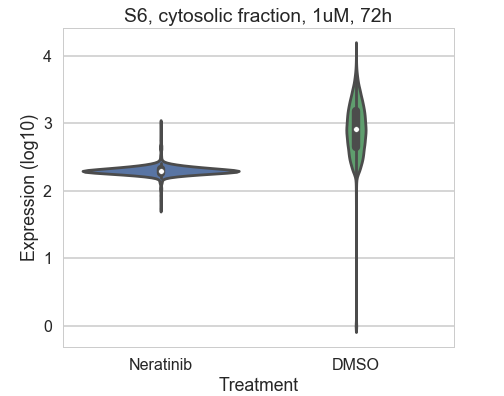 S6, cytosolic fraction, 1uM, 72h
Expression (log10)
4
3
2
1
0
Neratinib
DMSO
Treatment